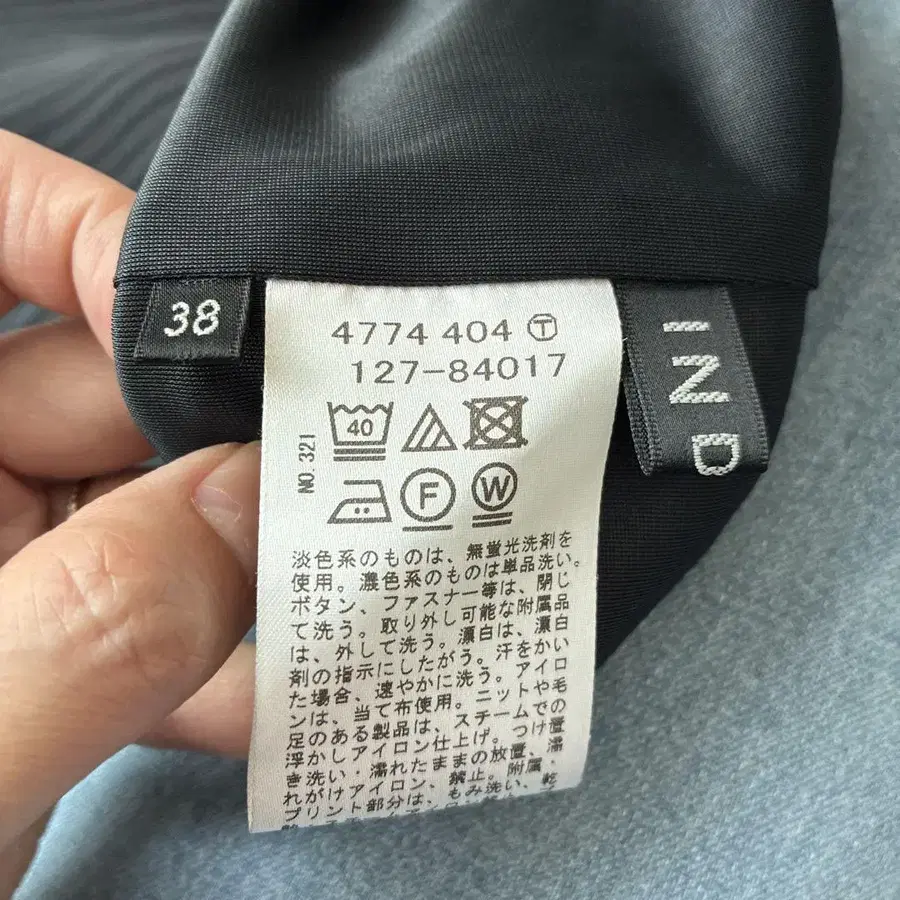 38
4774 404 Ⓣ
127-84017
IND
NO.321
40
F
W
淡色系のものは、無蛍光洗剤を
使用。濃色系のものは単品洗い。
ボタン、ファスナー等は、閉じ
て洗う。取り外し可能な附属品
は、外して洗う。漂白は、漂白
剤の指示にしたがう。汗をかい
た場合、速やかに洗う。アイロ
ンは、当て布使用。ニットや毛
足のある製品は、スチームでの
浮かしアイロン仕上げ。つけ置
き洗い・濡れたままの放置、濡
れがけアイロン、禁止。附属・
プリント部分は、もみ洗い、乾